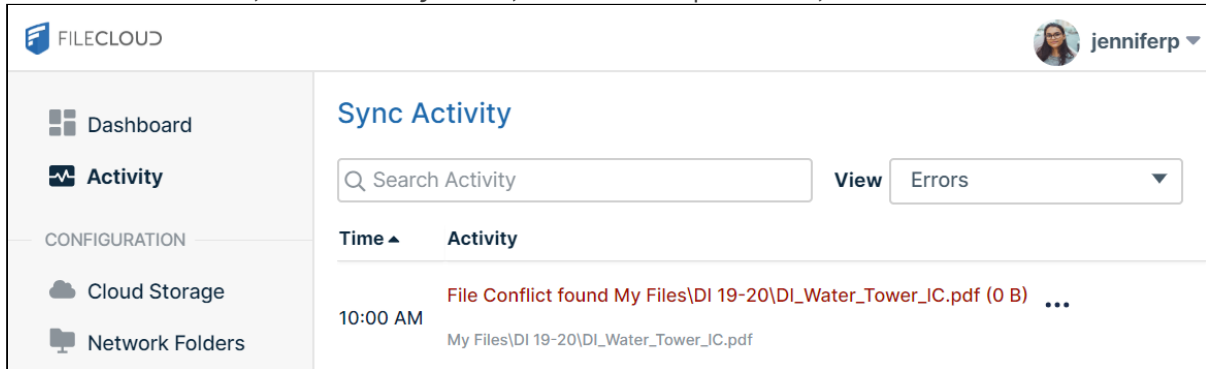 FILECLOUD
jenniferp
Dashboard
Activity
CONFIGURATION
Cloud Storage
Network Folders
Sync Activity
Search Activity
View Errors
Time Activity
10:00 AM
File Conflict found My Files\DI 19-20\DI_Water_Tower_IC.pdf (0 B) •••
My Files\DI 19-20\DI_Water_Tower_IC.pdf